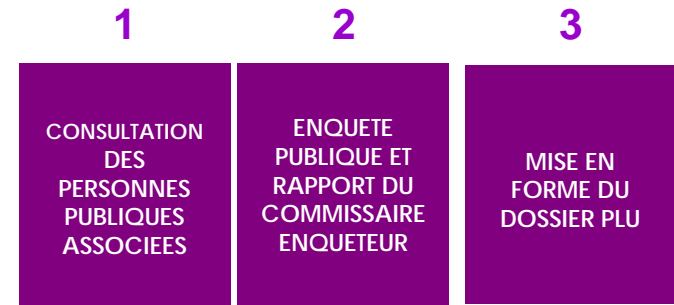 1
2
3
CONSULTATION
DES
PERSONNES
PUBLIQUES
ASSOCIEES
ENQUETE
PUBLIQUE ET
RAPPORT DU
COMMISSAIRE
ENQUETEUR
MISE EN
FORME DU
DOSSIER PLU